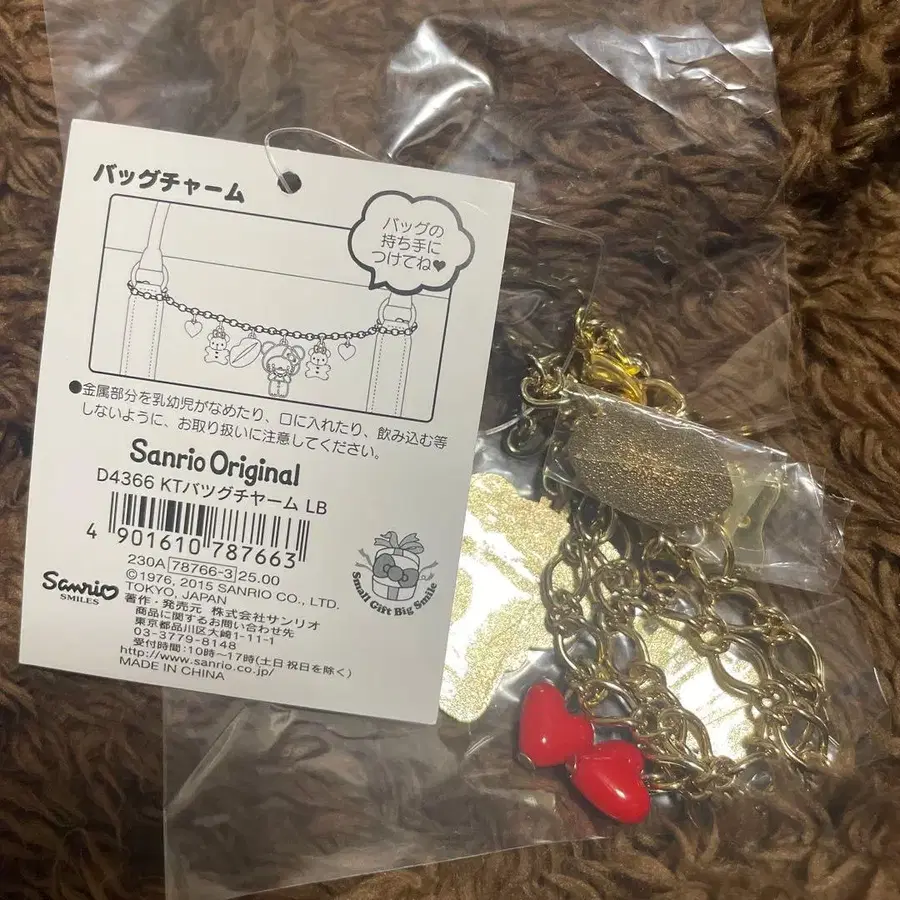 バッグチャーム
バッグの
持ち手に
つけてね♥
●金属部分を乳幼児がなめたり、口に入れたり、飲み込む等
しないように、お取り扱いに注意してください。
Sanrio Original
D4366 KTバッグチャーム LB
4 901610 787663
230A 78766-3 25.00
©1976, 2015 SANRIO CO., LTD.
TOKYO, JAPAN
著作・発売元 株式会社サンリオ
商品に関するお問い合わせ先
東京都品川区大崎1-11-1
03-3779-8148
受付時間:10時〜17時(土日 祝日を除く)
http://www.sanrio.co.jp/
MADE IN CHINA
Sanrio
SMILES
Small Gift Big Smile